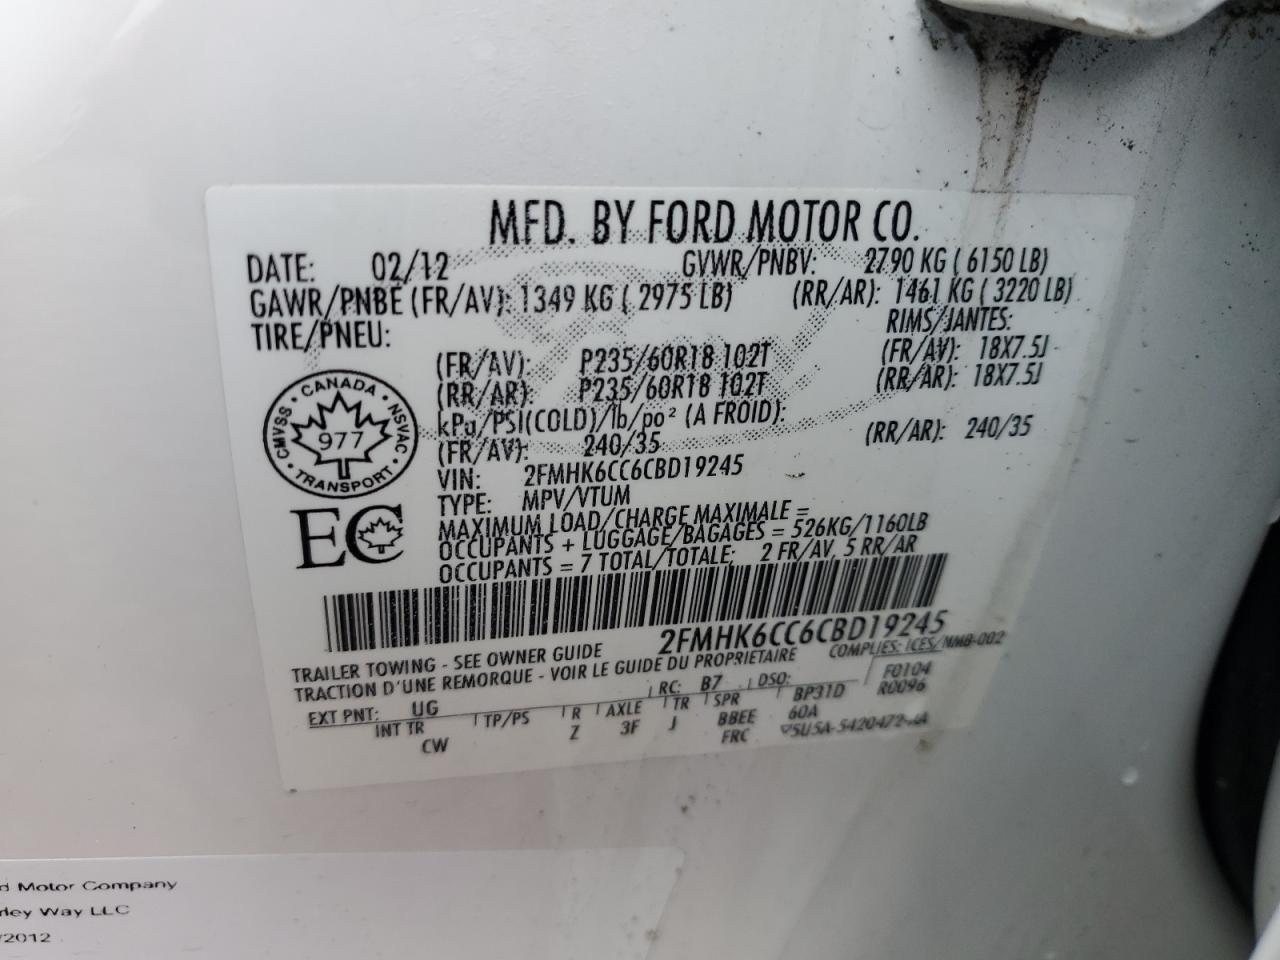 MFD. BY FORD MOTOR CO.
DATE: 02/12 GVWR/PNBV: 2790 KG ( 6150 LB)
GAWR/PNBE (FR/AV): 1349 KG ( 2975 LB) (RR/AR): 1461 KG ( 3220 LB)
TIRE/PNEU: RIMS/JANTES:
(FR/AV): P235/60R18 102T (FR/AV): 18X7.5J
(RR/AR): P235/60R18 102T (RR/AR): 18X7.5J
kPa/PSI(COLD)/lb/po² (A FROID):
(FR/AV): 240/35 (RR/AR): 240/35
CANADA
CMVSS NSVAC
977
TRANSPORT
VIN: 2FMHK6CC6CBD19245
TYPE: MPV/VTUM
EC
MAXIMUM LOAD/CHARGE MAXIMALE =
OCCUPANTS + LUGGAGE/BAGAGES = 526KG/1160LB
OCCUPANTS = 7 TOTAL/TOTALE; 2 FR/AV, 5 RR/AR
2FMHK6CC6CBD19245
TRAILER TOWING - SEE OWNER GUIDE COMPLIES: ICES/NMB-002
TRACTION D'UNE REMORQUE - VOIR LE GUIDE DU PROPRIETAIRE
RC: B7 DSO: F0104
EXT PNT: UG BP31D R0096
INT TR TP/PS R AXLE TR SPR 60A
CW Z 3F J BBEE
FRC
d Motor Company
rley Way LLC
/2012